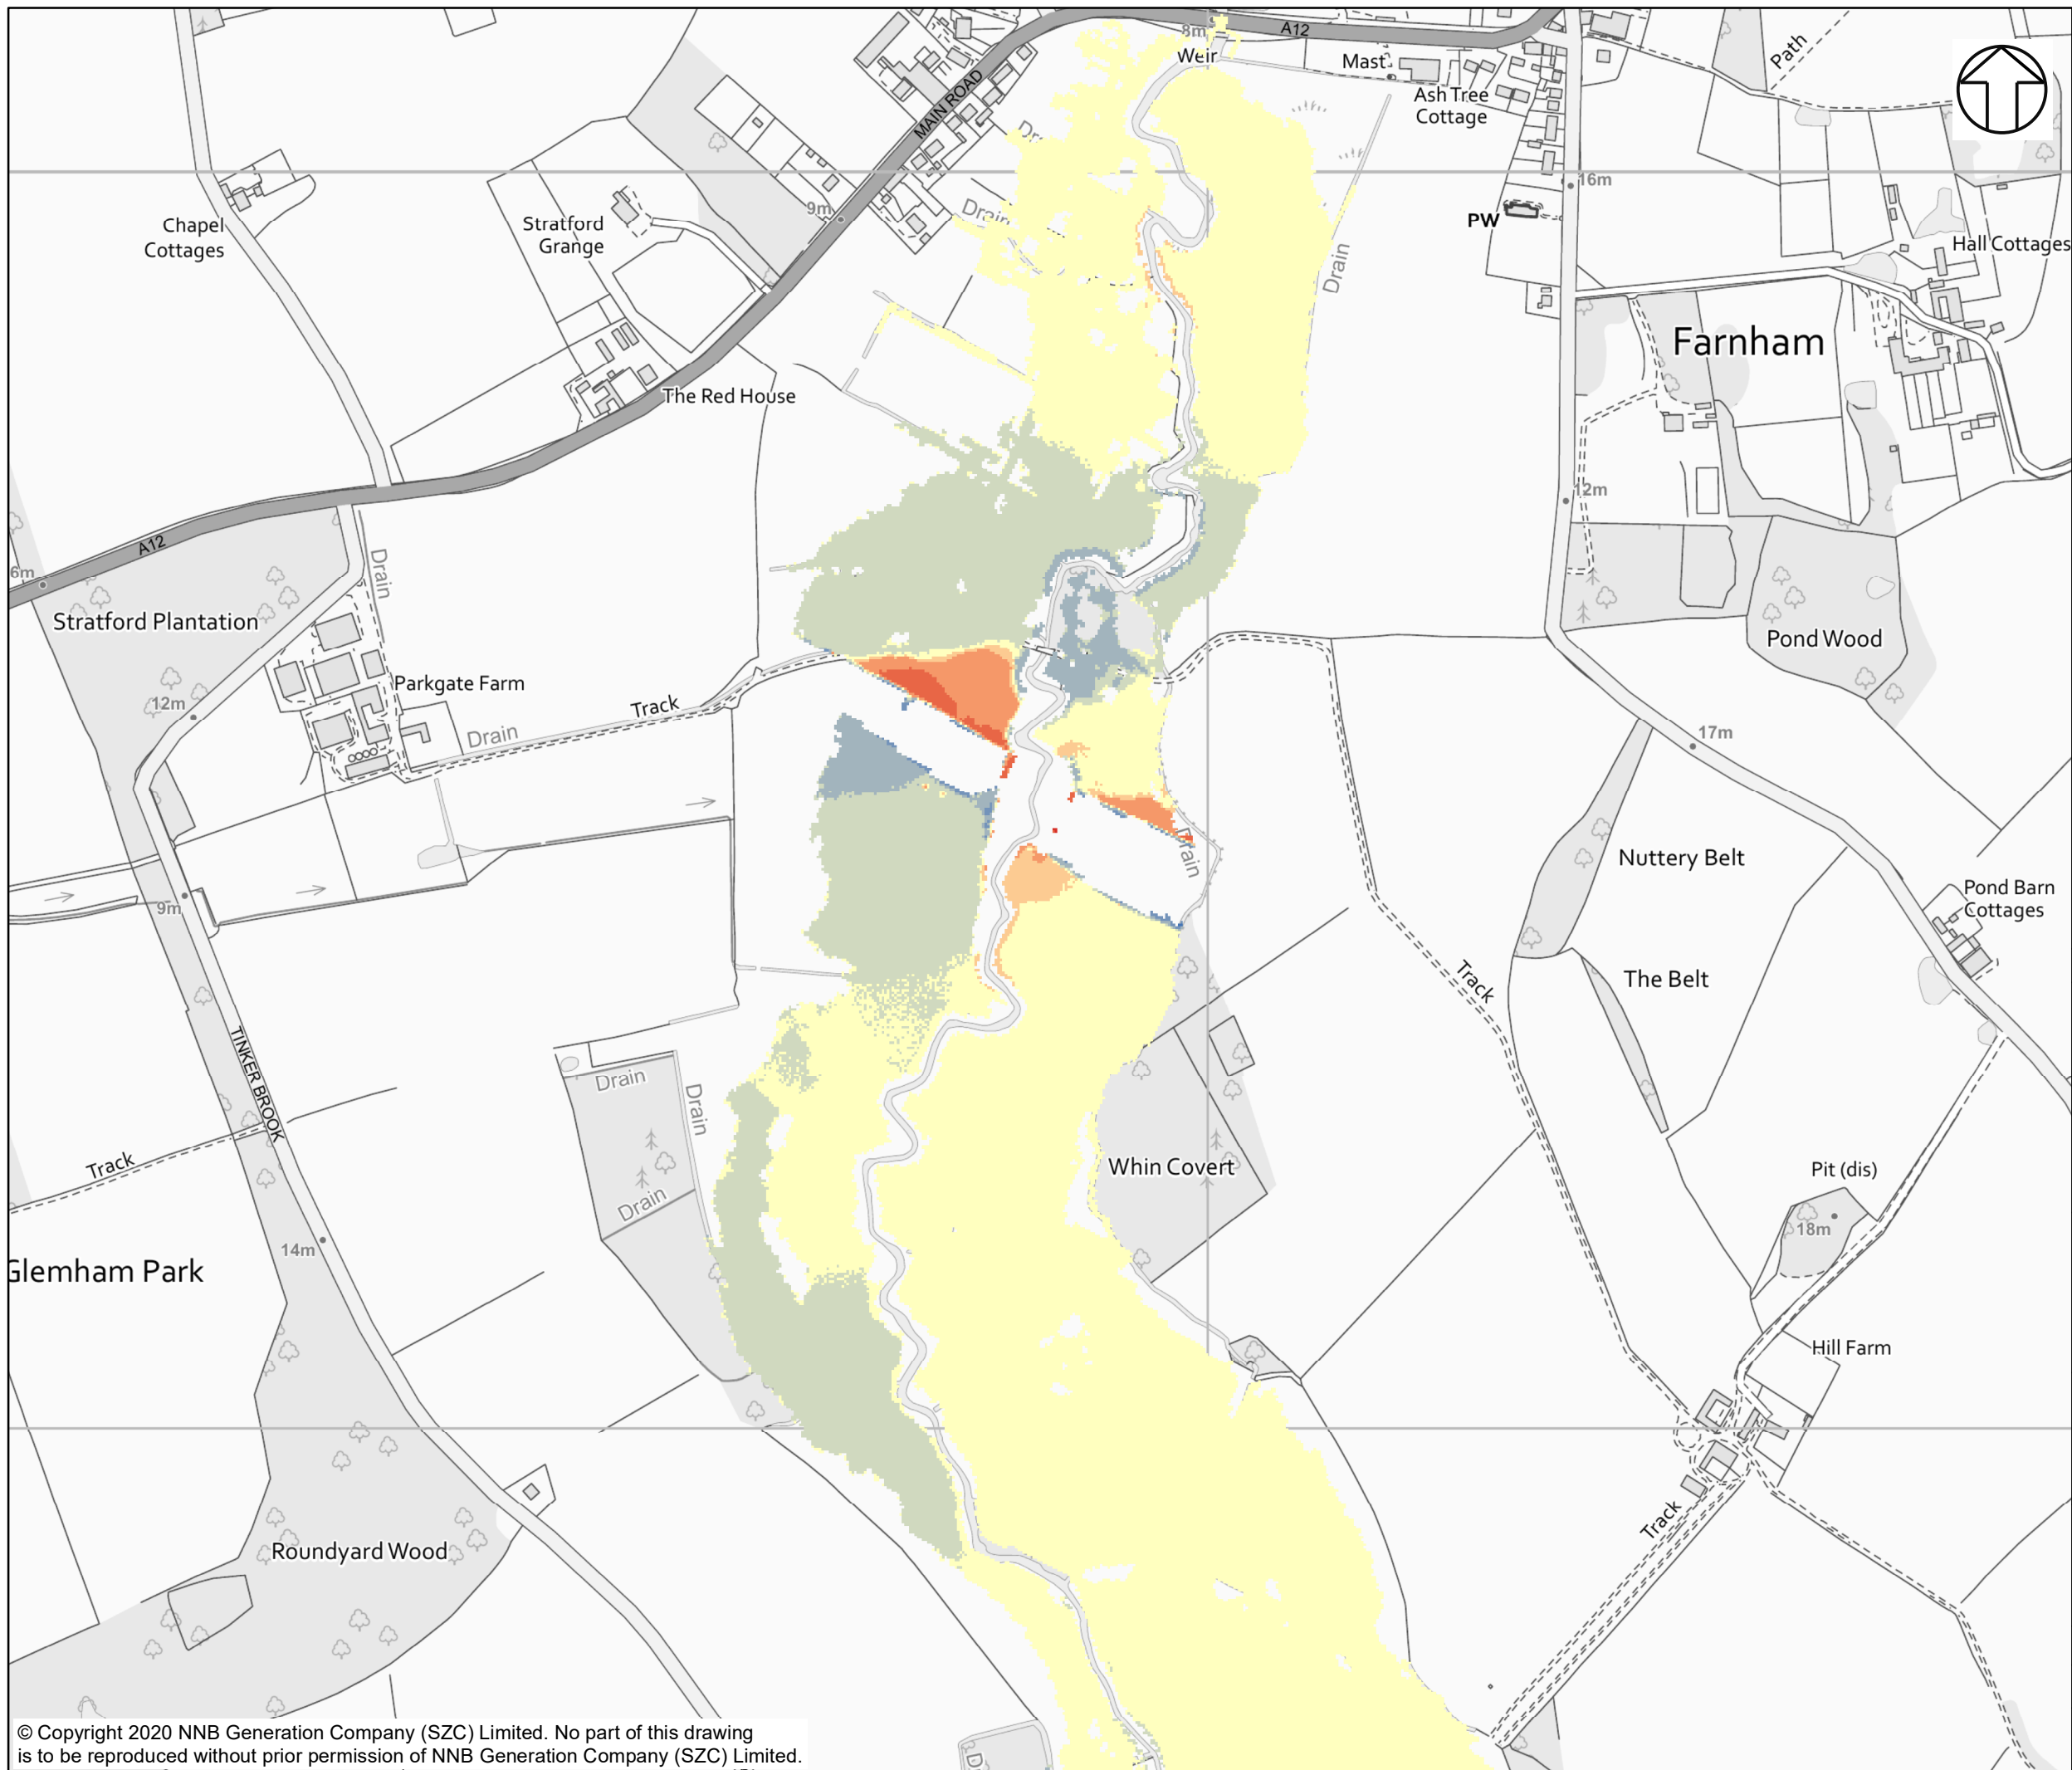 A12
8m
Weir
Mast
Path
Ash Tree
Cottage
MAIN ROAD
16m
PW
Chapel
Cottages
Stratford
Grange
9m
Drain
Drain
Hall Cottages
Farnham
The Red House
12m
A12
Drain
6m
Stratford Plantation
Pond Wood
Parkgate Farm
12m
Track
Drain
17m
Drain
Nuttery Belt
9m
Pond Barn
Cottages
Track
The Belt
TINKER BROOK
Drain
Drain
Track
Whin Covert
Pit (dis)
Drain
18m
14m
Glemham Park
Hill Farm
Track
Roundyard Wood
© Copyright 2020 NNB Generation Company (SZC) Limited. No part of this drawing
is to be reproduced without prior permission of NNB Generation Company (SZC) Limited.